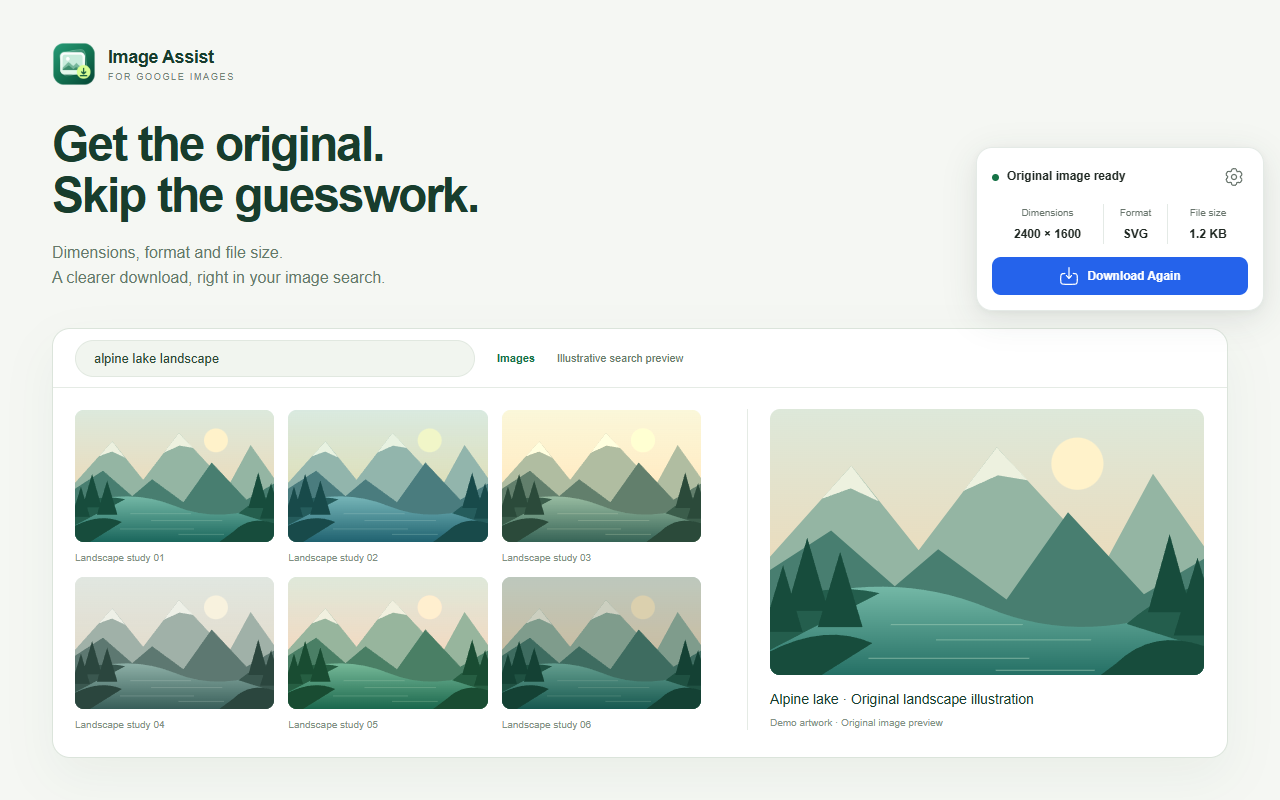 Image Assist
FOR GOOGLE IMAGES
Get the original.
Skip the guesswork.
Dimensions, format and file size.
A clearer download, right in your image search.
Original image ready
Dimensions
Format
File size
2400 × 1600
SVG
1.2 KB
Download Again
alpine lake landscape
Images
Illustrative search preview
Landscape study 01
Landscape study 02
Landscape study 03
Landscape study 04
Landscape study 05
Landscape study 06
Alpine lake · Original landscape illustration
Demo artwork · Original image preview